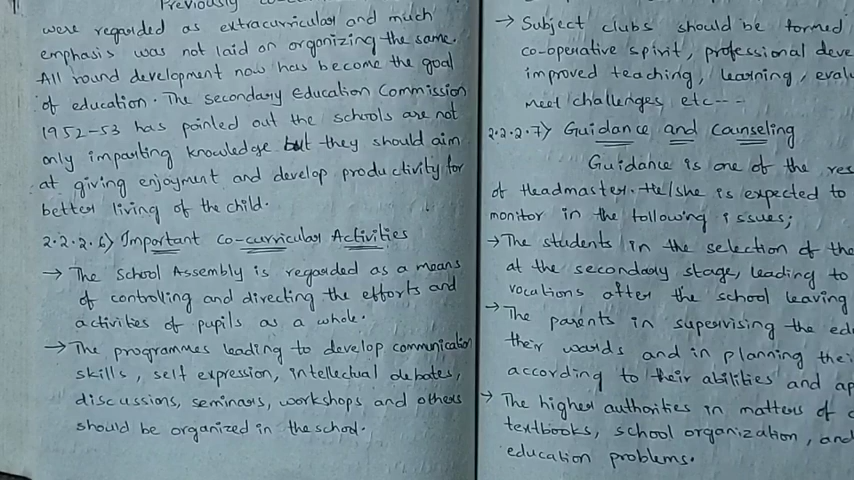 Previously
were regarded as extracurricular and much
emphasis was not laid on organizing the same.
All round development now has become the goal
of education. The secondary Education Commission
1952-53 has pointed out the schools are not
only imparting knowledge but they should aim
at giving enjoyment and develop productivity for
better living of the child.
2.2.2.6) Important Co-curricular Activities
→ The School Assembly is regarded as a means
of controlling and directing the efforts and
activities of pupils as a whole.
→ The programmes leading to develop communication
skills, self expression, intellectual debates,
discussions, seminars, workshops and others
should be organized in the school.
→ Subject clubs should be formed
co-operative spirit, professional deve
improved teaching, learning, evalu
meet challenges etc---
2.2.2.7) Guidance and Counseling
Guidance is one of the res
of Headmaster. He/she is expected to
monitor in the following issues;
→ The students in the selection of the
at the secondary stage, leading to
vocations after the school leaving
→ The parents in supervising the edu
their wards and in planning thei
according to their abilities and ap
→ The higher authorities in matters of c
textbooks, school organization, and
education problems.